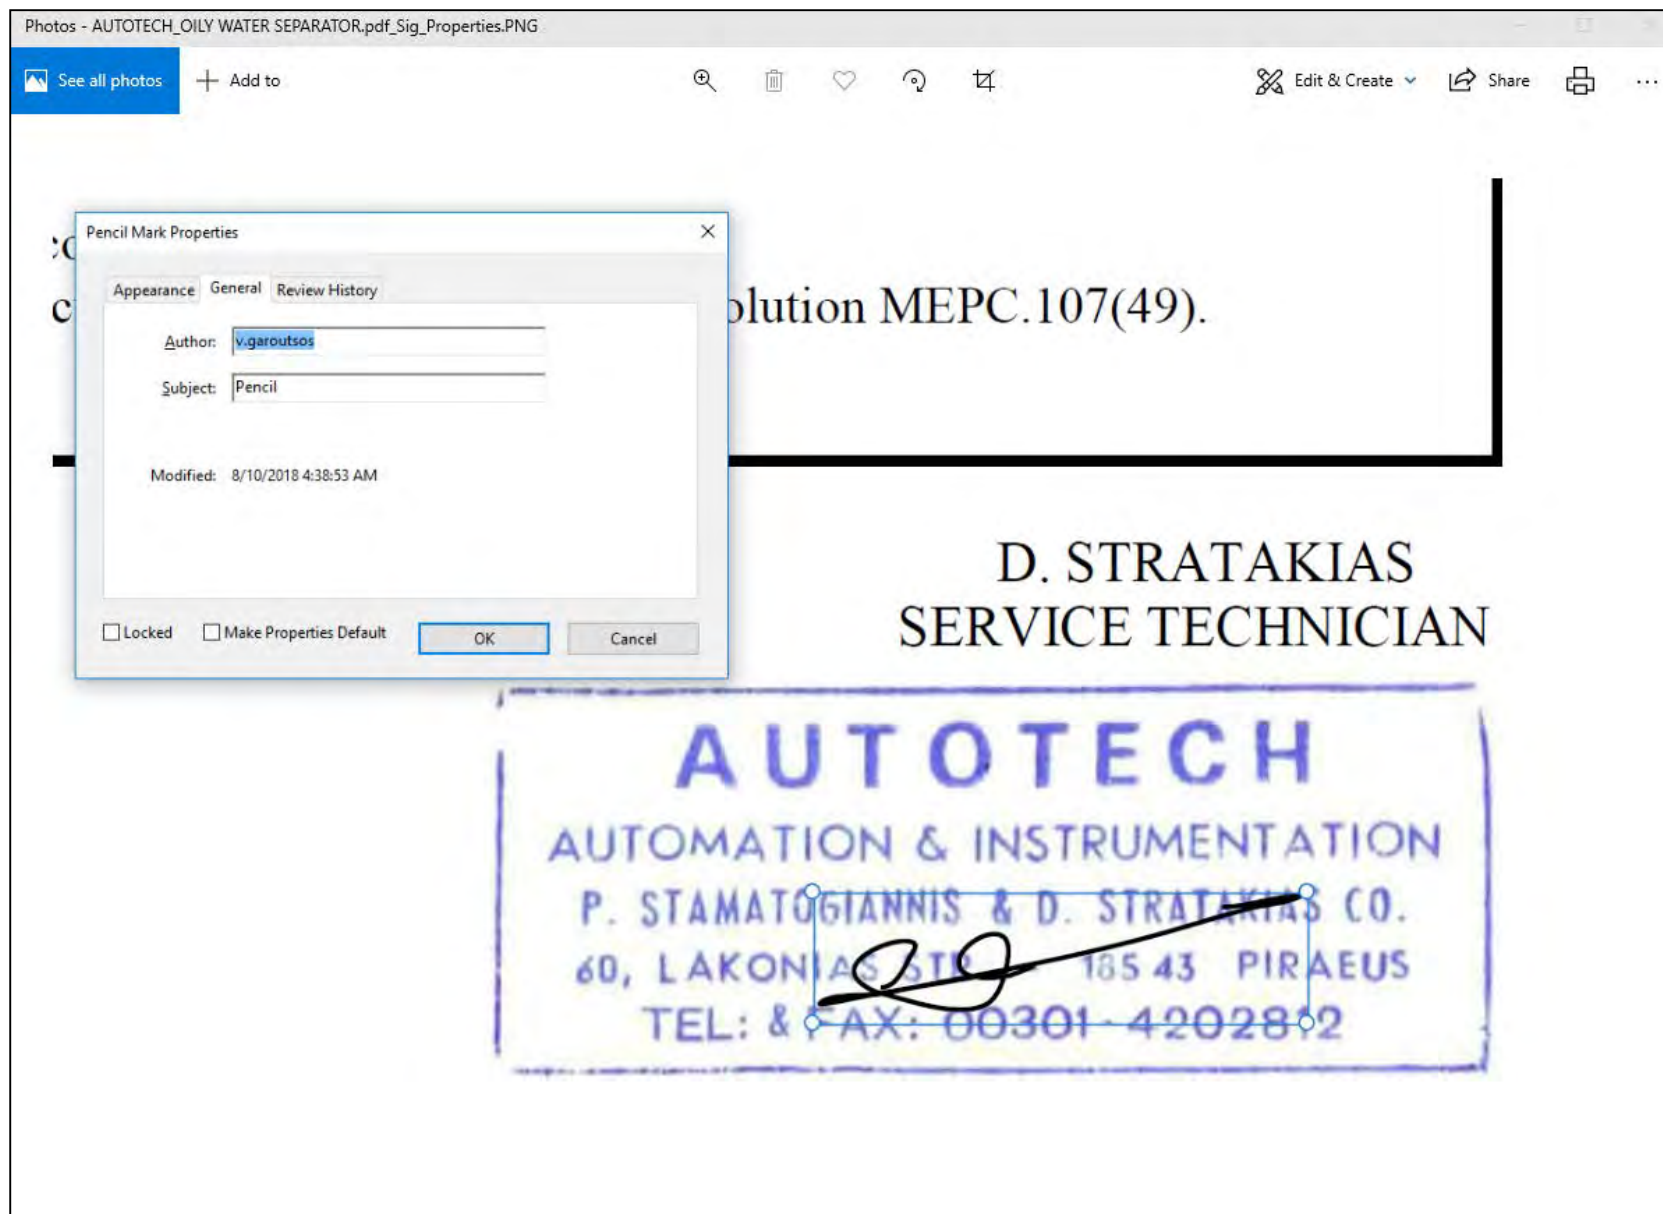 Photos - AUTOTECH_OILY WATER SEPARATOR.pdf_Sig_Properties.PNG
See all photos
Add to
Edit & Create
Share
Pencil Mark Properties
Appearance General Review History
olution MEPC.107(49).
Author: v.garoutsos
Subject: Pencil
Modified: 8/10/2018 4:38:53 AM
Locked
Make Properties Default
OK
Cancel
D. STRATAKIAS
SERVICE TECHNICIAN
AUTOTECH
AUTOMATION & INSTRUMENTATION
P. STAMATOGIANNIS & D. STRATAKIAS CO.
60, LAKONIAS STR. 185 43 PIRAEUS
TEL: & FAX: 00301-4202812